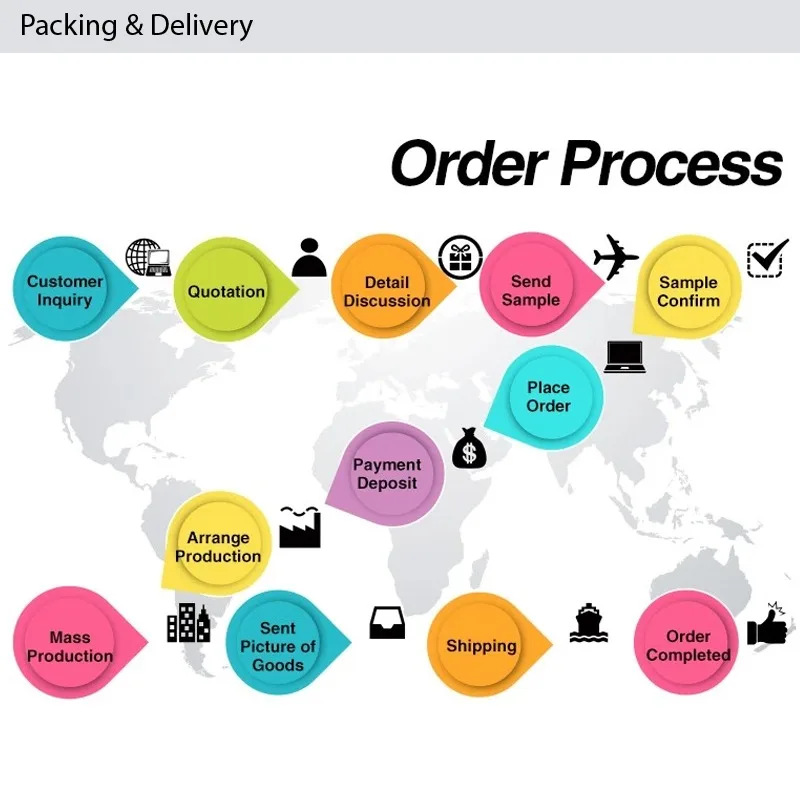 Packing & Delivery
Order Process
Customer
Inquiry
Quotation
Detail
Discussion
Send
Sample
Sample
Confirm
Place
Order
Payment
Deposit
$
Arrange
Production
Mass
Production
Sent
Picture of
Goods
Shipping
Order
Completed